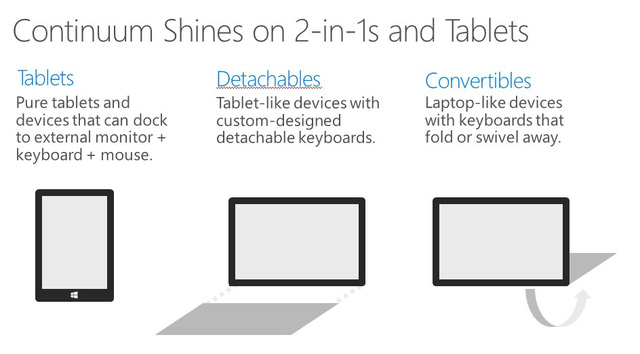 Continuum Shines on 2-in-1s and Tablets
Tablets
Pure tablets and
devices that can dock
to external monitor +
keyboard + mouse.
Detachables
Tablet-like devices with
custom-designed
detachable keyboards.
Convertibles
Laptop-like devices
with keyboards that
fold or swivel away.